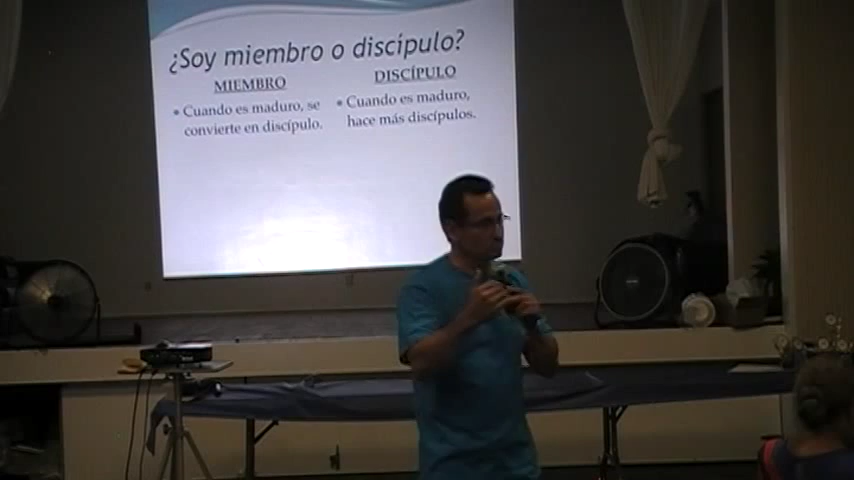 ¿Soy miembro o discípulo?
MIEMBRO
• Cuando es maduro, se
convierte en discípulo.
DISCÍPULO
• Cuando es maduro,
hace más discípulos.